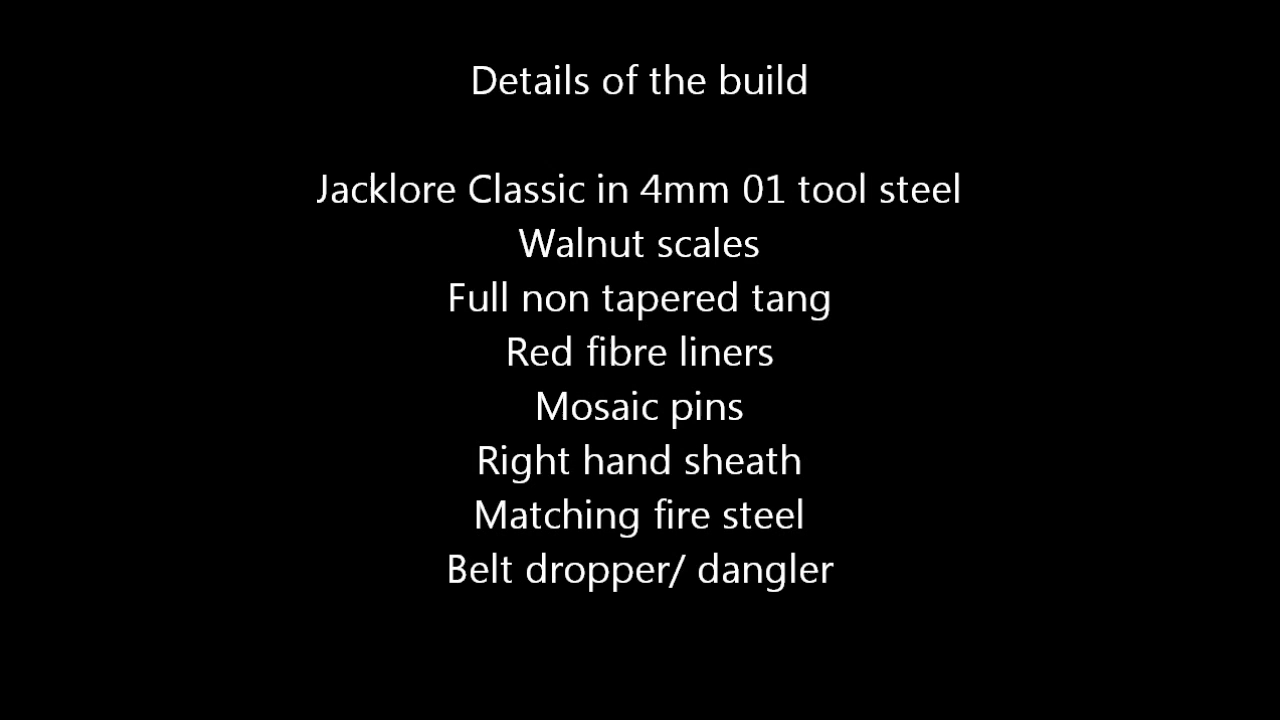 Details of the build
Jacklore Classic in 4mm 01 tool steel
Walnut scales
Full non tapered tang
Red fibre liners
Mosaic pins
Right hand sheath
Matching fire steel
Belt dropper/ dangler